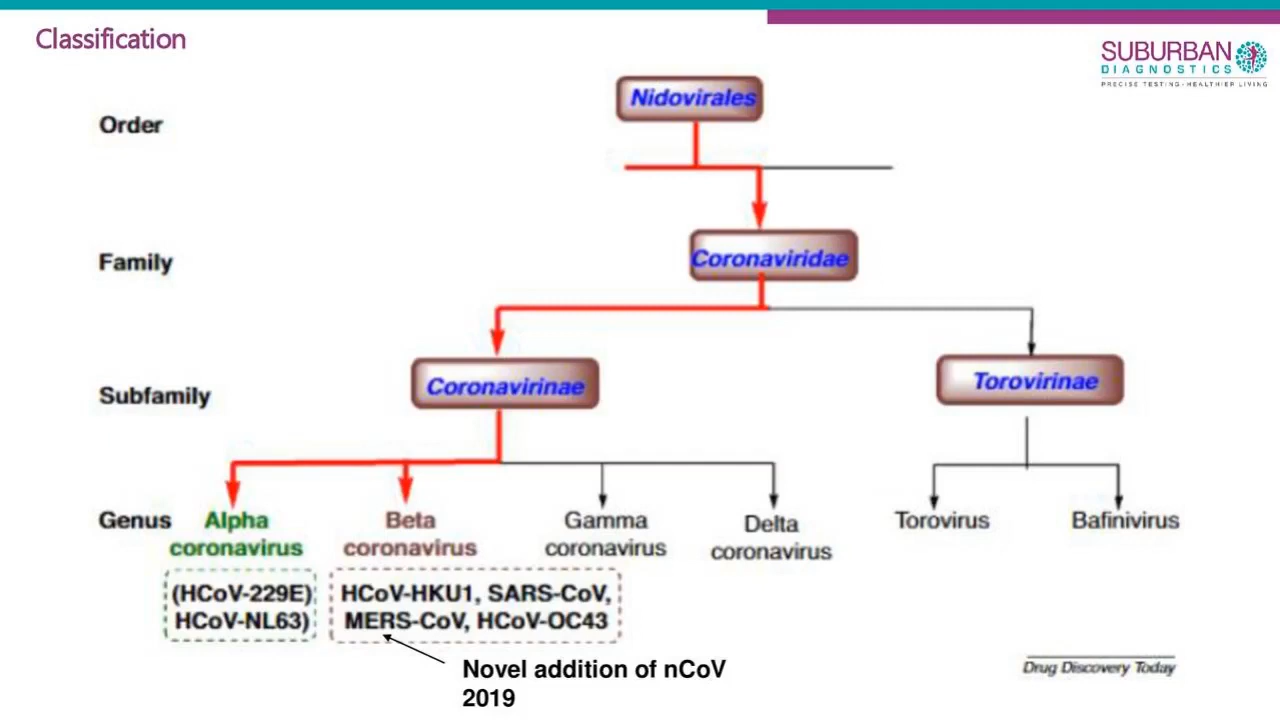 Classification
SUBURBAN
DIAGNOSTICS
PRECISE TESTING-HEALTHIER LIVING
Nidovirales
Order
Family
Coronaviridae
Subfamily
Coronavirinae
Torovirinae
Genus
Alpha
coronavirus
Beta
coronavirus
Gamma
coronavirus
Delta
coronavirus
Torovirus
Bafinivirus
(HCoV-229E)
HCoV-NL63)
HCoV-HKU1, SARS-CoV,
MERS-CoV, HCoV-OC43
Novel addition of nCoV
2019
Drug Discovery Today